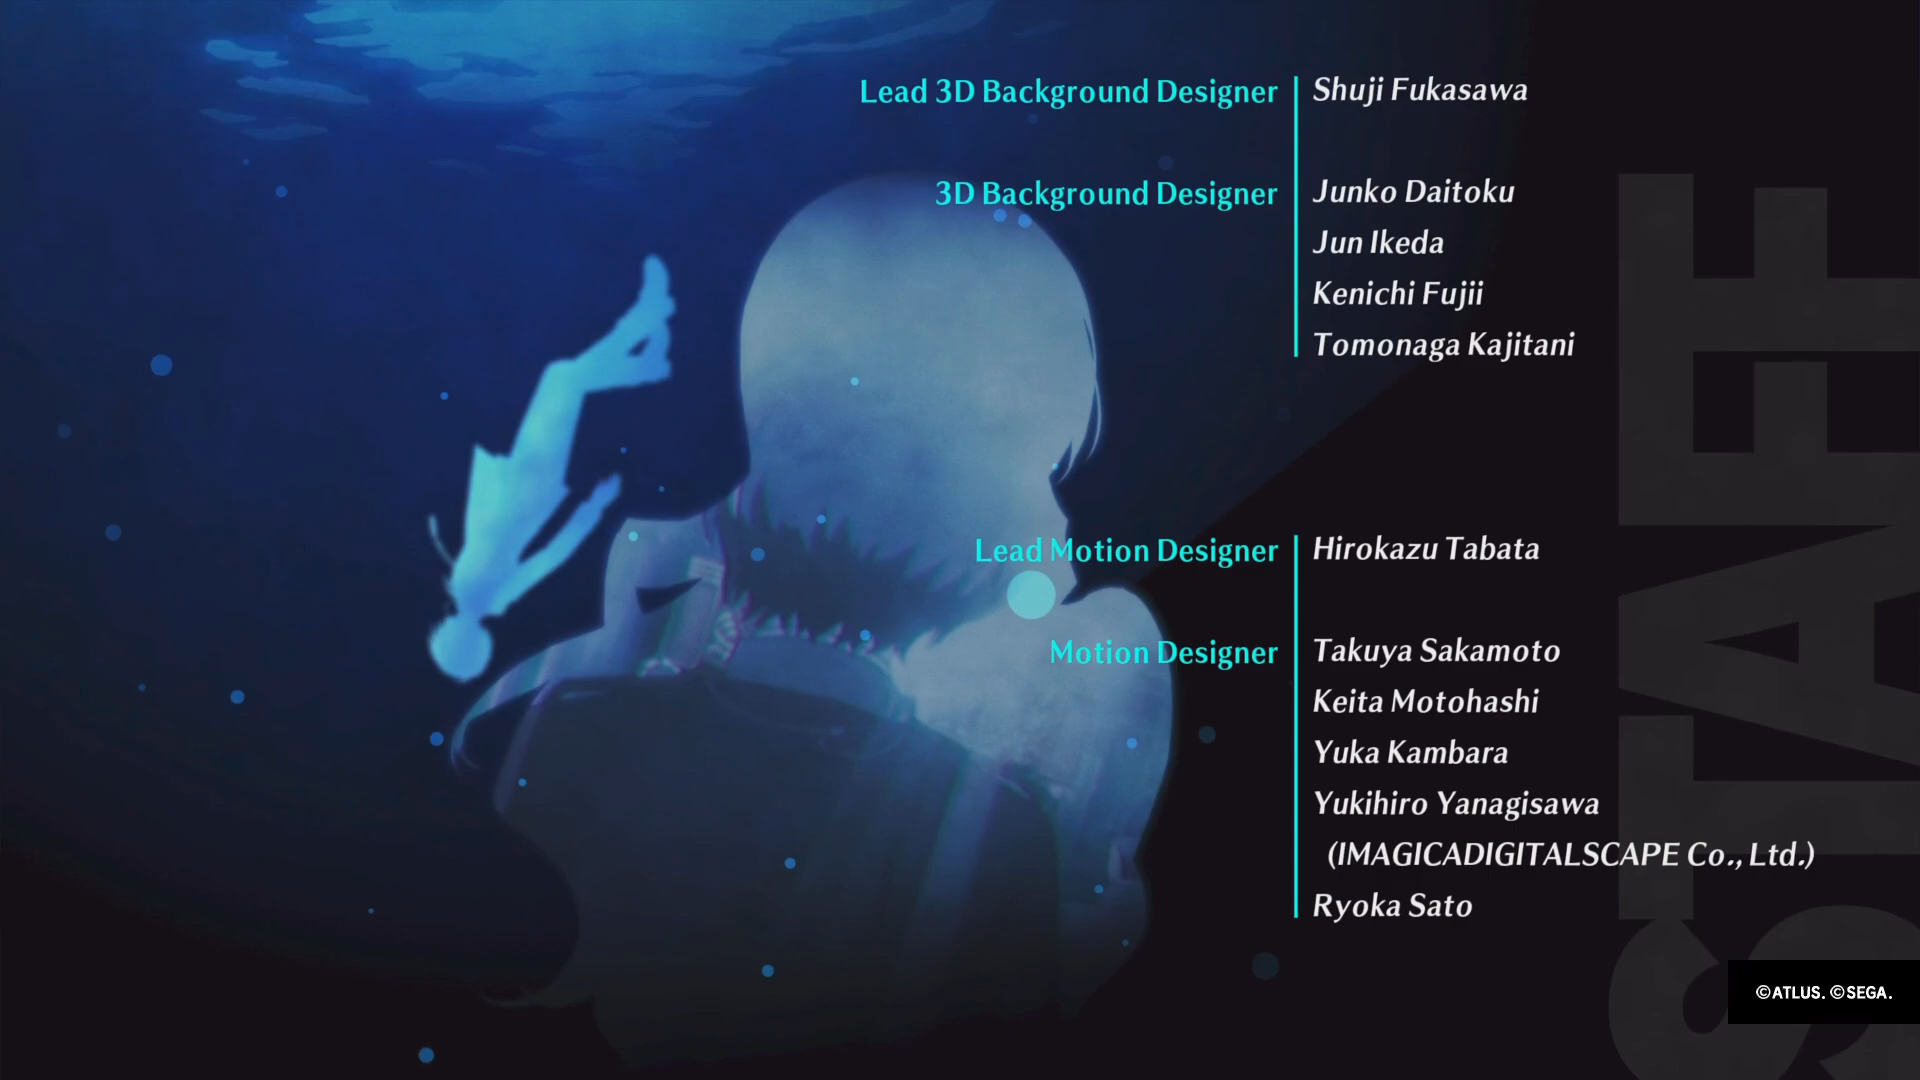 Lead 3D Background Designer Shuji Fukasawa
3D Background Designer Junko Daitoku
Jun Ikeda
Kenichi Fujii
Tomonaga Kajitani
Lead Motion Designer Hirokazu Tabata
Motion Designer Takuya Sakamoto
Keita Motohashi
Yuka Kambara
Yukihiro Yanagisawa
(IMAGICADIGITALSCAPE Co., Ltd.)
Ryoka Sato
STAFF
©ATLUS. ©SEGA.